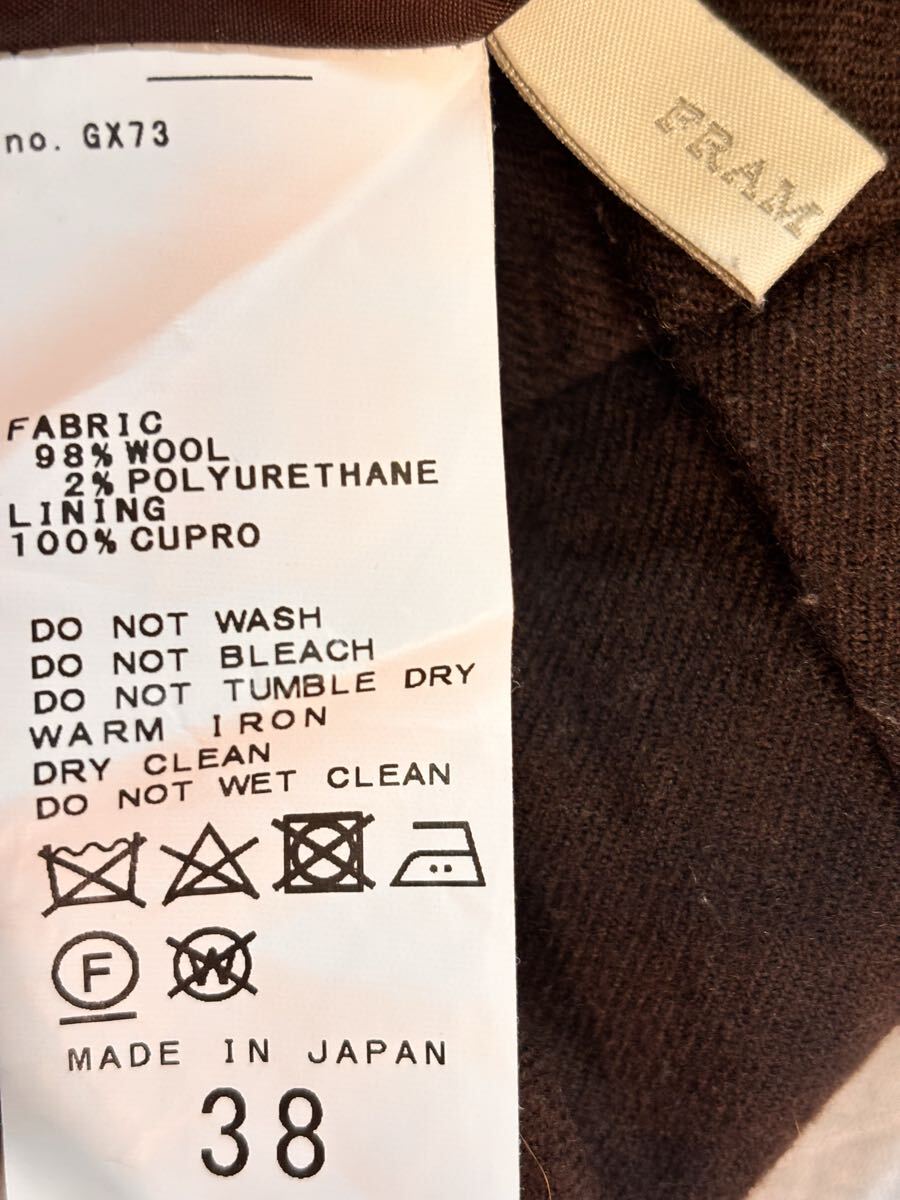 FRAM
no. GX73
FABRIC
98% WOOL
2% POLYURETHANE
LINING
100% CUPRO
DO NOT WASH
DO NOT BLEACH
DO NOT TUMBLE DRY
WARM IRON
DRY CLEAN
DO NOT WET CLEAN
F
W
MADE IN JAPAN
38